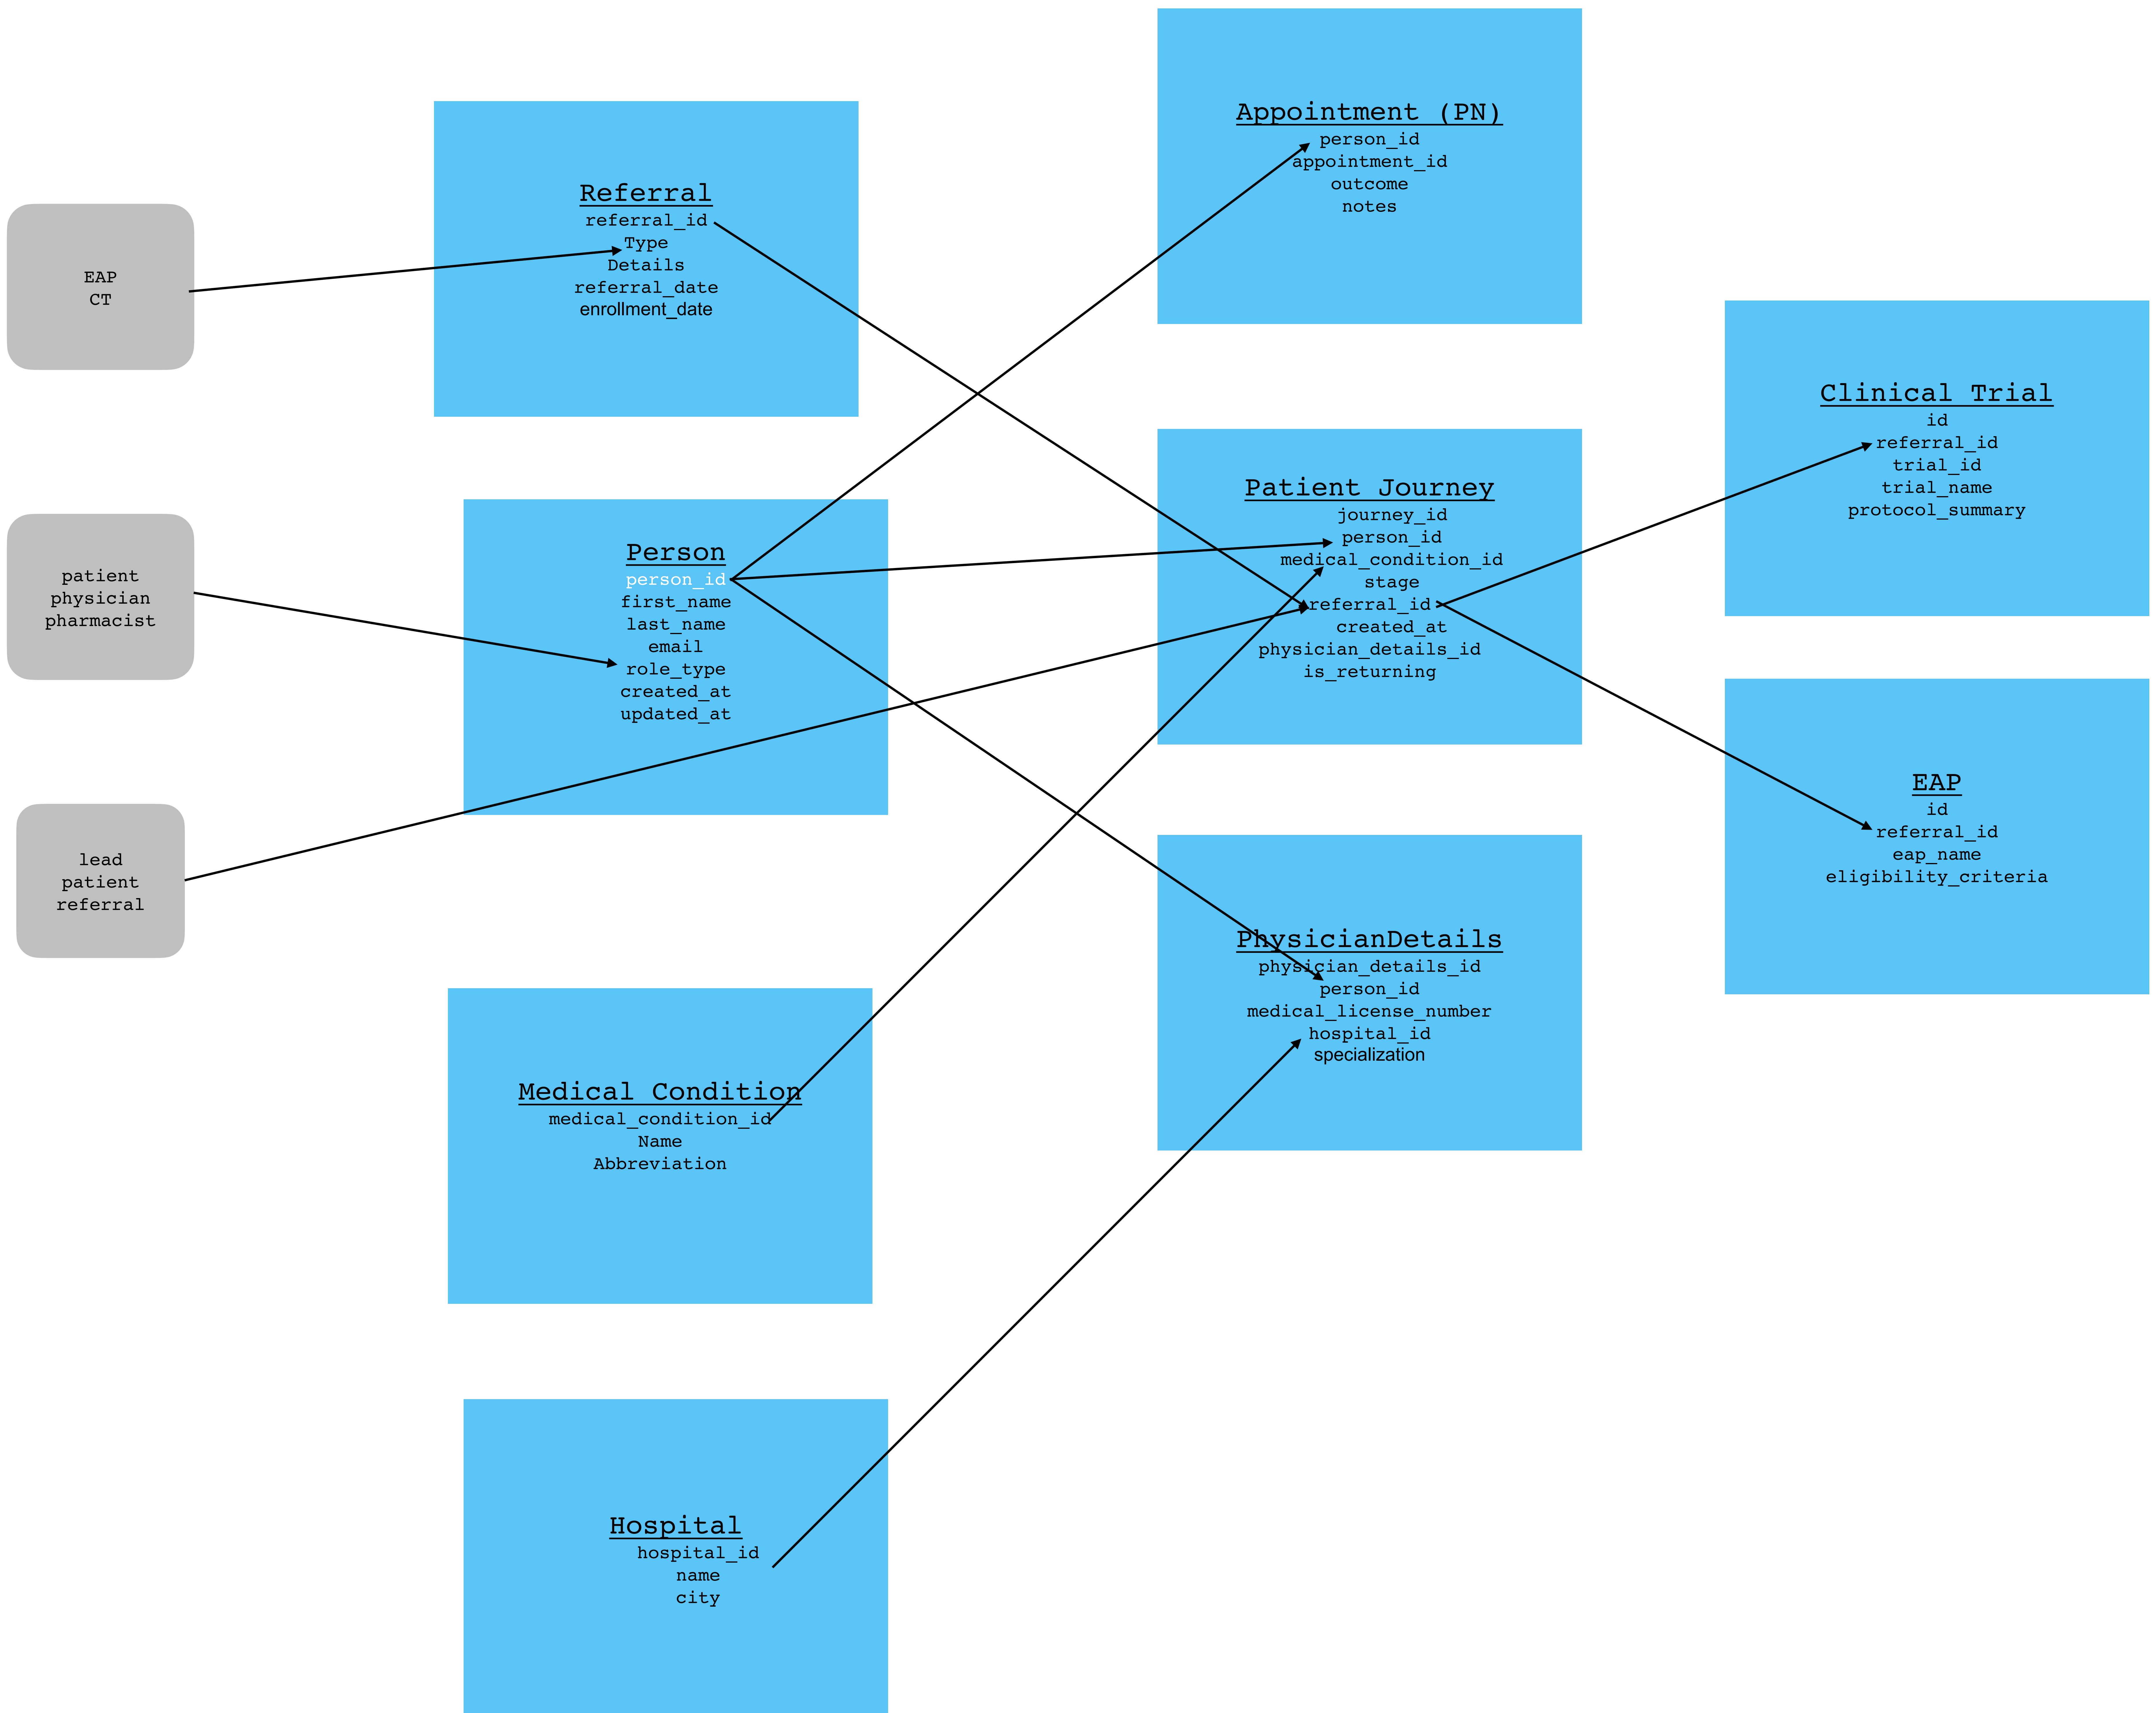 EAP
CT
patient
physician
pharmacist
lead
patient
referral
Referral
referral_id
Type
Details
referral_date
enrollment_date
Person
person_id
first_name
last_name
email
role_type
created_at
updated_at
Medical Condition
medical_condition_id
Name
Abbreviation
Hospital
hospital_id
name
city
Appointment (PN)
person_id
appointment_id
outcome
notes
Patient Journey
journey_id
person_id
medical_condition_id
stage
referral_id
created_at
physician_details_id
is_returning
PhysicianDetails
physician_details_id
person_id
medical_license_number
hospital_id
specialization
Clinical Trial
id
referral_id
trial_id
trial_name
protocol_summary
EAP
id
referral_id
eap_name
eligibility_criteria